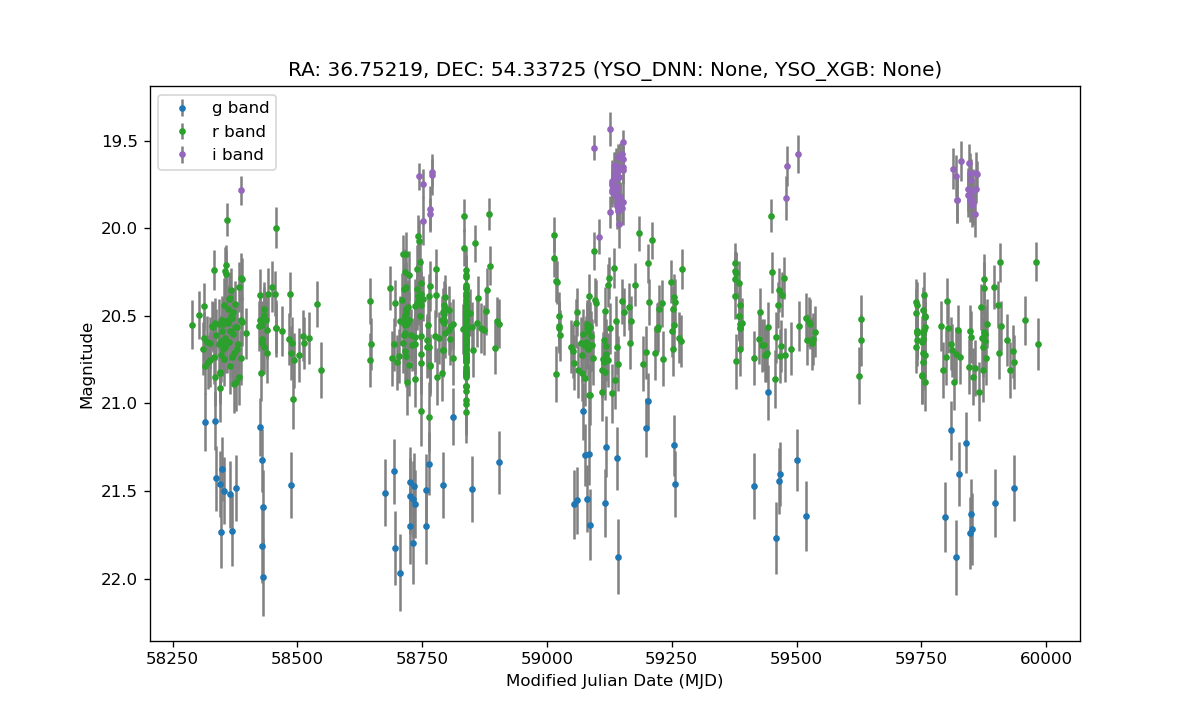 RA: 36.75219, DEC: 54.33725 (YSO_DNN: None, YSO_XGB: None)
g band
r band
i band
19.5
20.0
20.5
21.0
21.5
22.0
Magnitude
58250 58500 58750 59000 59250 59500 59750 60000
Modified Julian Date (MJD)